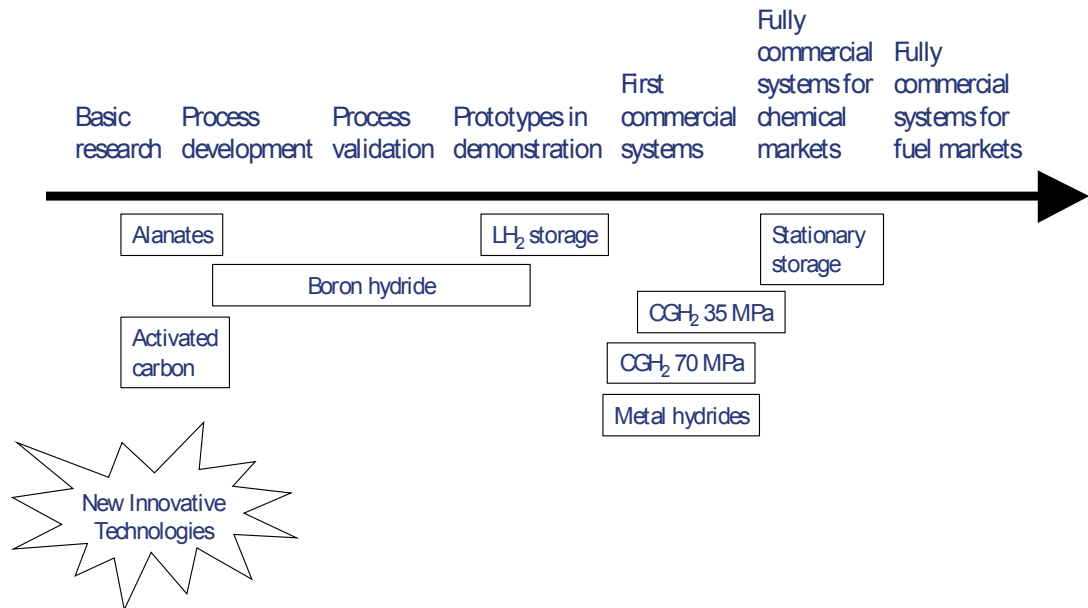 Basic
research
Process
development
Process
validation
Prototypes in
demonstration
First
commercial
systems
Fully
commercial
systems for
chemical
markets
Fully
commercial
systems for
fuel markets
Alanates
LH₂ storage
Stationary
storage
Boron hydride
CGH₂ 35 MPa
Activated
carbon
CGH₂ 70 MPa
Metal hydrides
New Innovative
Technologies